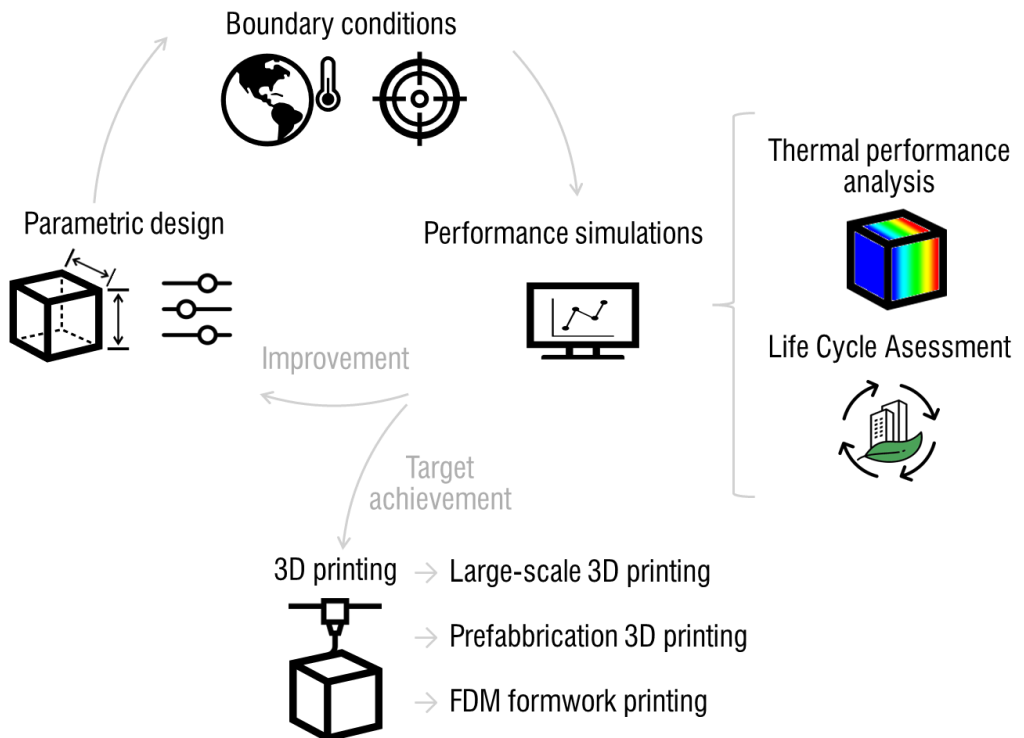 Boundary conditions
Parametric design
Performance simulations
Thermal performance
analysis
Life Cycle Asessment
Improvement
Target
achievement
3D printing
Large-scale 3D printing
Prefabbrication 3D printing
FDM formwork printing